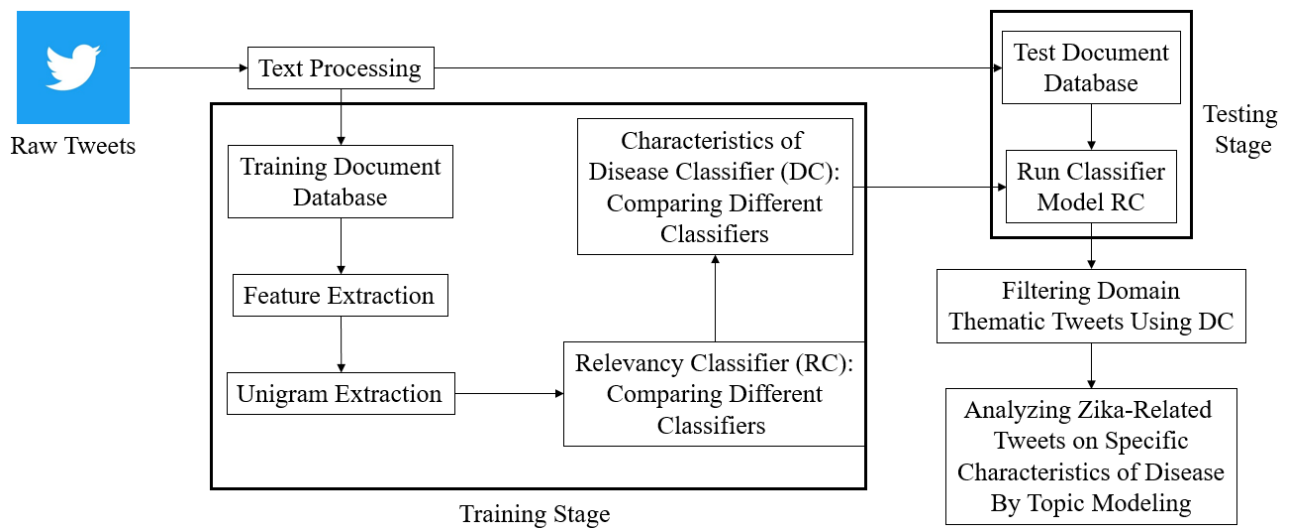 Raw Tweets
Text Processing
Training Document
Database
Feature Extraction
Unigram Extraction
Relevancy Classifier (RC):
Comparing Different
Classifiers
Characteristics of
Disease Classifier (DC):
Comparing Different
Classifiers
Training Stage
Test Document
Database
Run Classifier
Model RC
Testing
Stage
Filtering Domain
Thematic Tweets Using DC
Analyzing Zika-Related
Tweets on Specific
Characteristics of Disease
By Topic Modeling